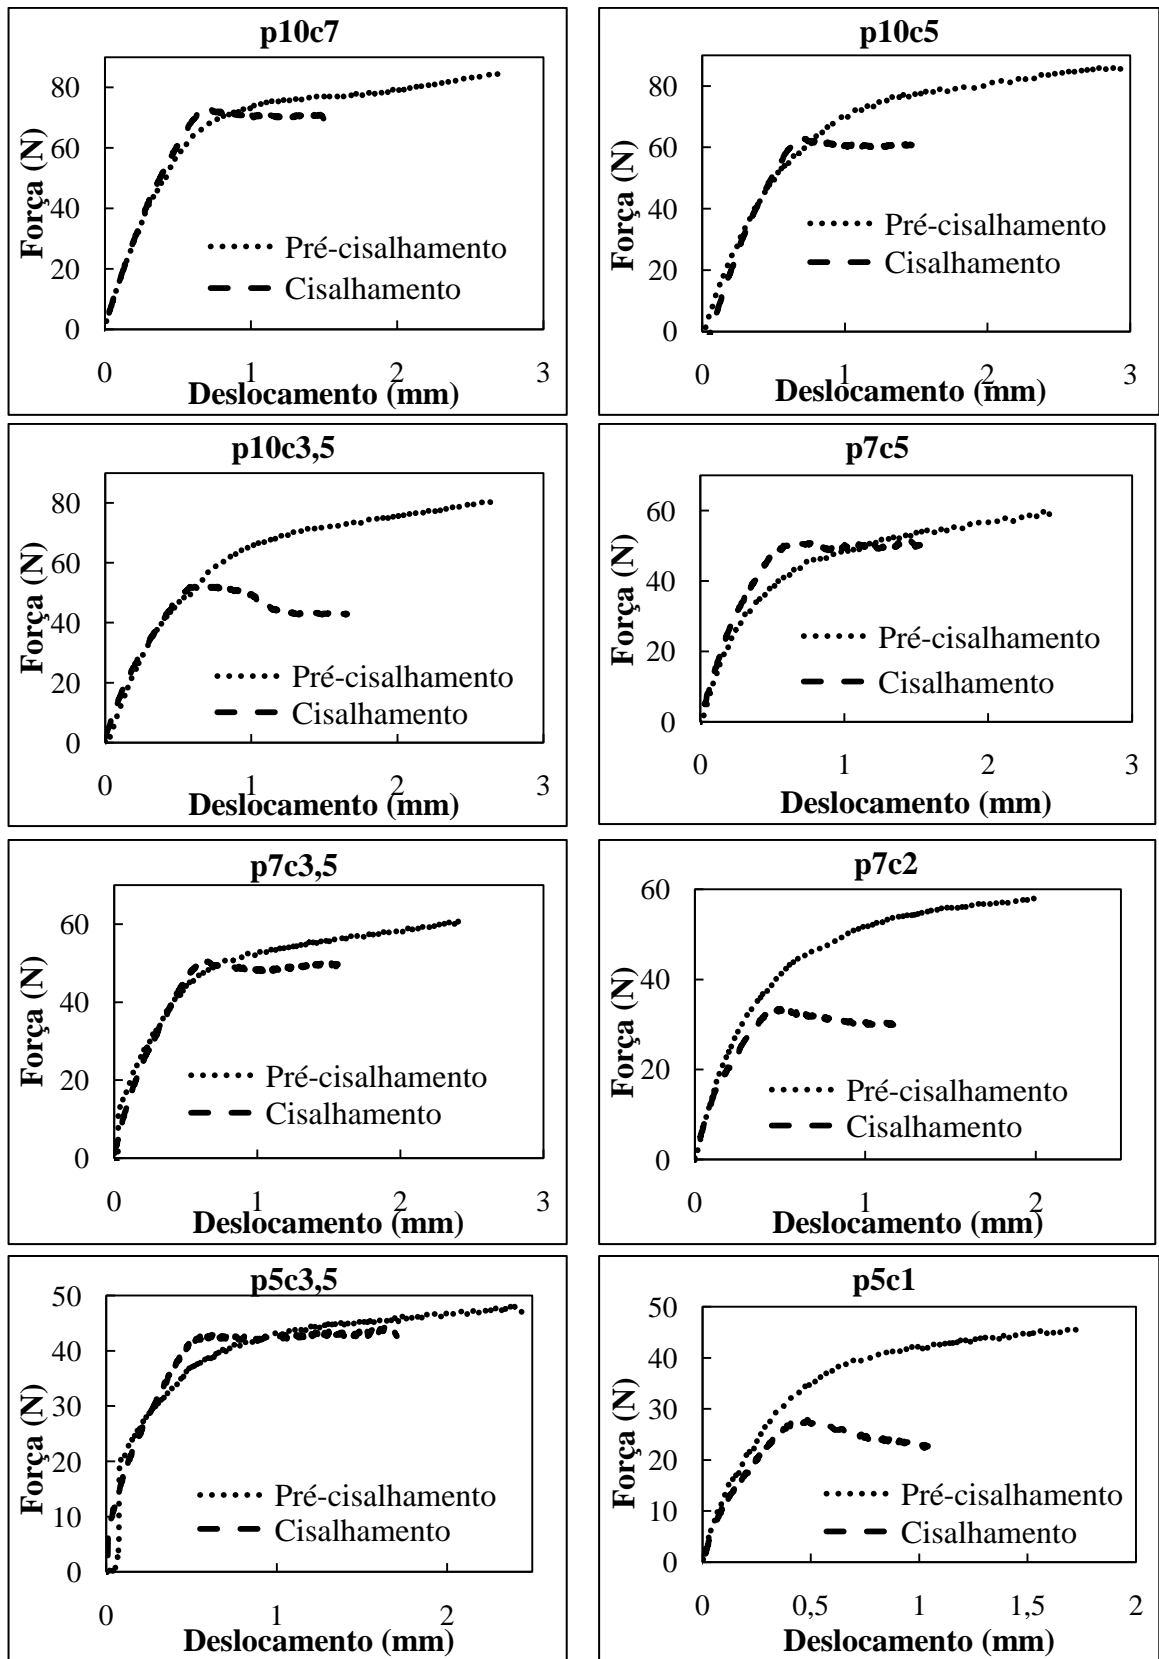 p10c7
Força (N)
80
60
40
20
0
Pré-cisalhamento
Cisalhamento
0 1 2 3
Deslocamento (mm)
p10c5
Força (N)
80
60
40
20
0
Pré-cisalhamento
Cisalhamento
0 1 2 3
Deslocamento (mm)
p10c3,5
Força (N)
80
60
40
20
0
Pré-cisalhamento
Cisalhamento
0 1 2 3
Deslocamento (mm)
p7c5
Força (N)
60
40
20
0
Pré-cisalhamento
Cisalhamento
0 1 2 3
Deslocamento (mm)
p7c3,5
Força (N)
60
40
20
0
Pré-cisalhamento
Cisalhamento
0 1 2 3
Deslocamento (mm)
p7c2
Força (N)
60
40
20
0
Pré-cisalhamento
Cisalhamento
0 1 2
Deslocamento (mm)
p5c3,5
Força (N)
50
40
30
20
10
0
Pré-cisalhamento
Cisalhamento
0 1 2
Deslocamento (mm)
p5c1
Força (N)
50
40
30
20
10
0
Pré-cisalhamento
Cisalhamento
0 0,5 1 1,5 2
Deslocamento (mm)